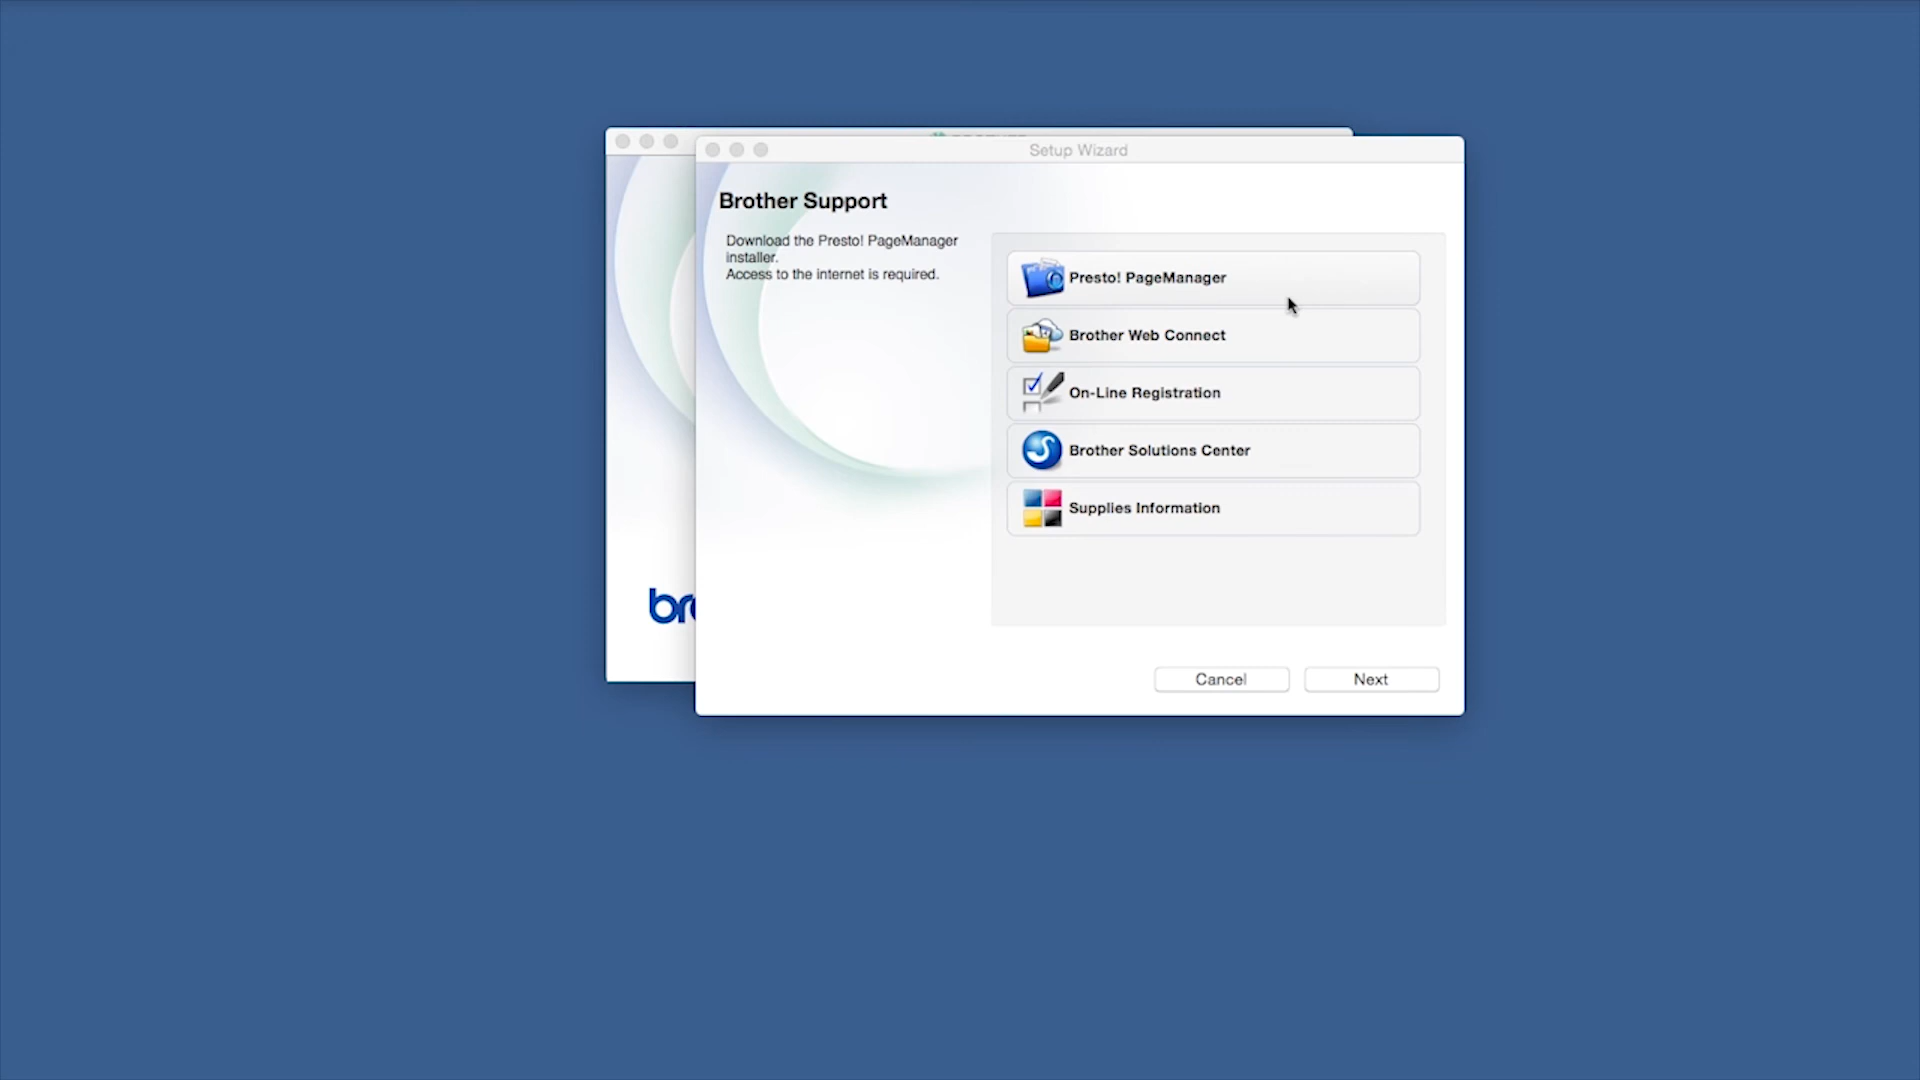 Setup Wizard
Brother Support
Download the Presto! PageManager
installer.
Access to the internet is required.
Presto! PageManager
Brother Web Connect
On-Line Registration
Brother Solutions Center
Supplies Information
Cancel
Next